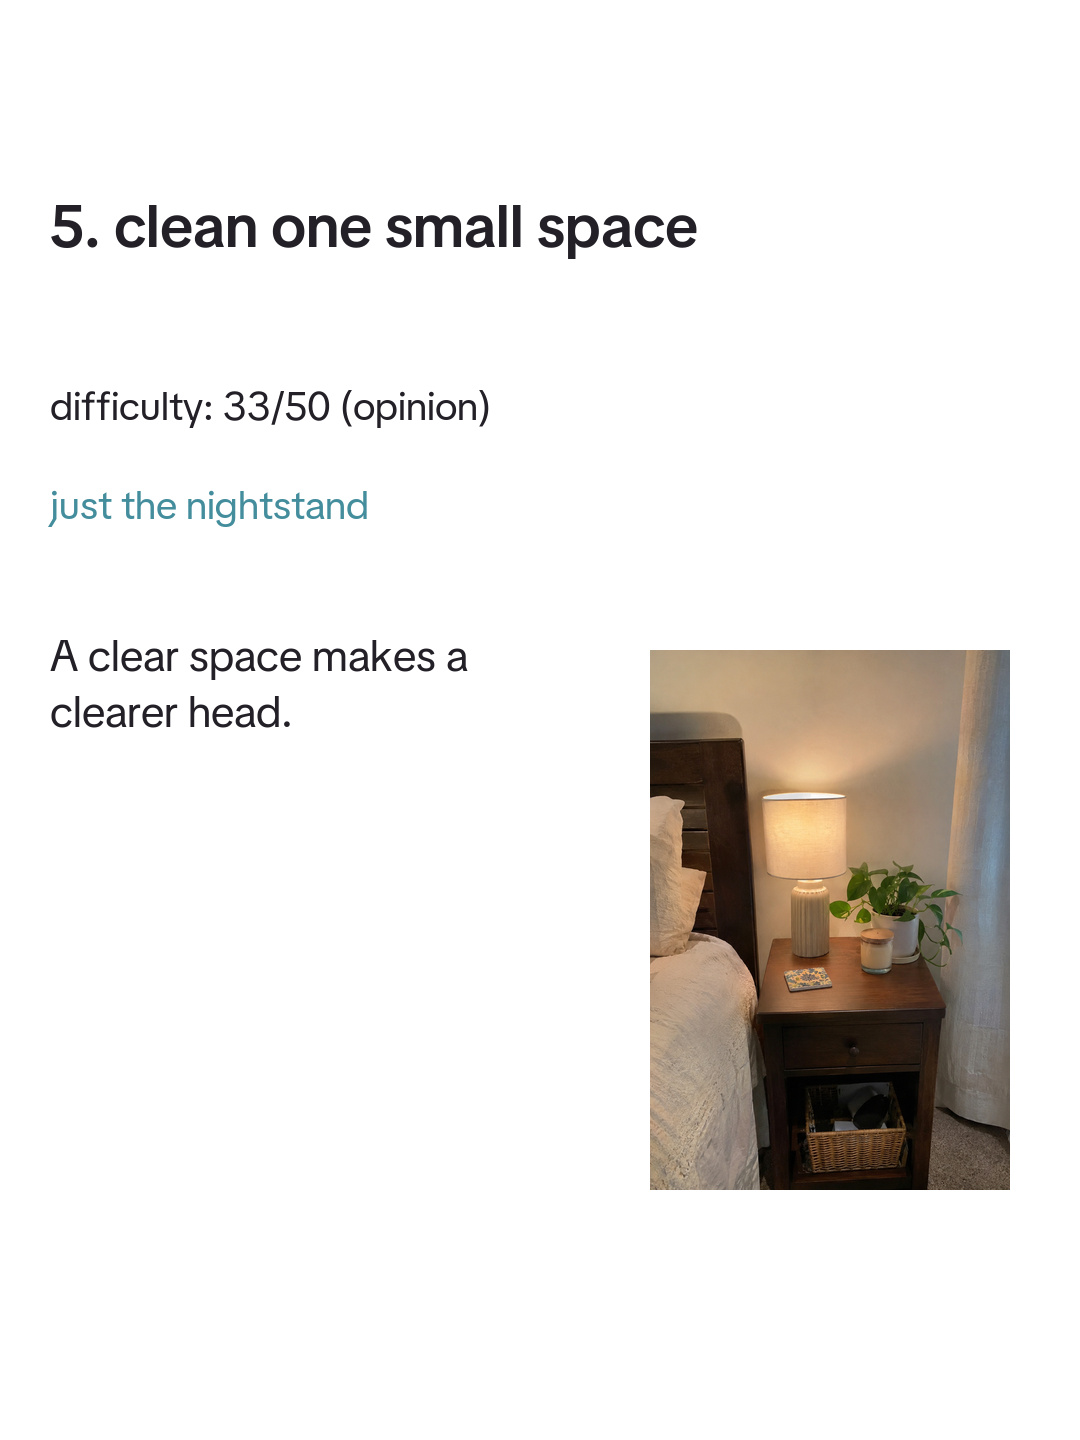 5. clean one small space
difficulty: 33/50 (opinion)
just the nightstand
A clear space makes a
clearer head.